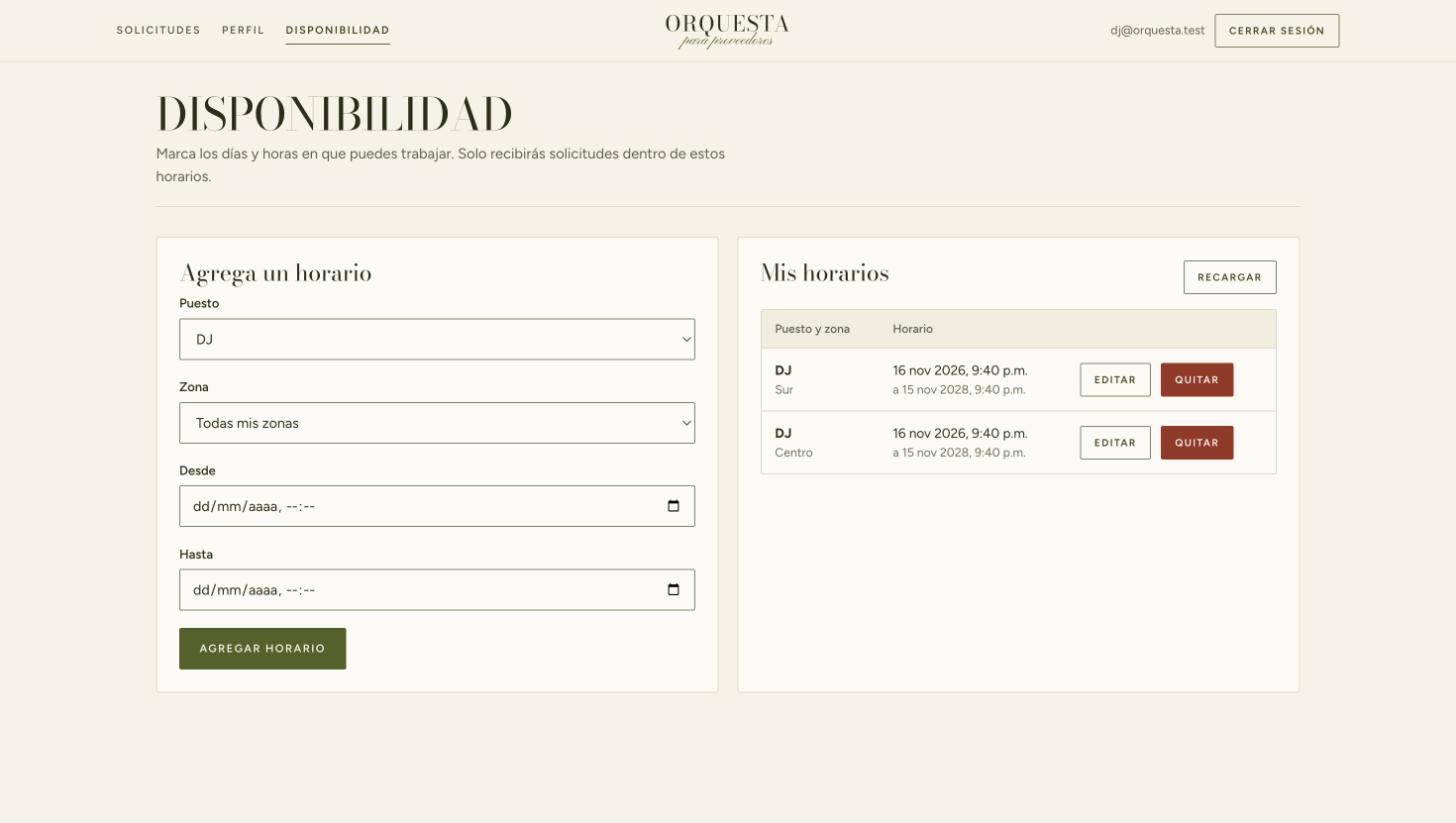 SOLICITUDES PERFIL DISPONIBILIDAD
ORQUESTA
para proveedores
dj@orquesta.test CERRAR SESIÓN
DISPONIBILIDAD
Marca los días y horas en que puedes trabajar. Solo recibirás solicitudes dentro de estos
horarios.
Agrega un horario
Puesto
DJ
Zona
Todas mis zonas
Desde
dd/mm/aaaa, --:--
Hasta
dd/mm/aaaa, --:--
AGREGAR HORARIO
Mis horarios
RECARGAR
Puesto y zona Horario
DJ 16 nov 2026, 9:40 p.m. EDITAR QUITAR
Sur a 15 nov 2028, 9:40 p.m.
DJ 16 nov 2026, 9:40 p.m. EDITAR QUITAR
Centro a 15 nov 2028, 9:40 p.m.